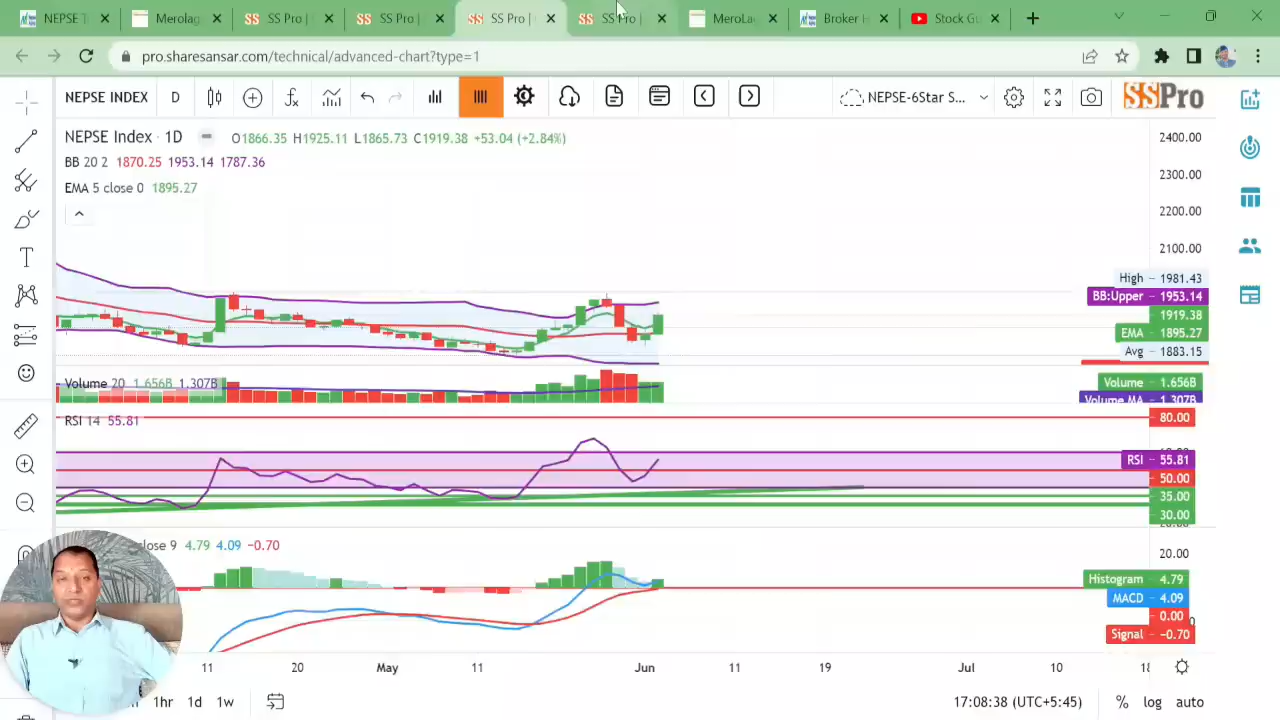 NEPSE T
Merolag
SS Pro |
SS Pro |
SS Pro |
SS Pro |
MeroLag
Broker H
Stock Gu
pro.sharesansar.com/technical/advanced-chart?type=1
NEPSE INDEX D
NEPSE-6Star S...
SSPro
NEPSE Index · 1D O1866.35 H1925.11 L1865.73 C1919.38 +53.04 (+2.84%)
BB 20 2 1870.25 1953.14 1787.36
EMA 5 close 0 1895.27
2400.00
2300.00
2200.00
2100.00
High 1981.43
BB:Upper 1953.14
1919.38
EMA 1895.27
Avg 1883.15
Volume 20 1.656B 1.307B
Volume 1.656B
Volume MA 1.307B
RSI 14 55.81
80.00
RSI 55.81
50.00
35.00
30.00
close 9 4.79 4.09 −0.70
20.00
Histogram 4.79
MACD 4.09
0.00
Signal −0.70
11 20 May 11 Jun 11 19 Jul 10
1hr 1d 1w
17:08:38 (UTC+5:45) % log auto